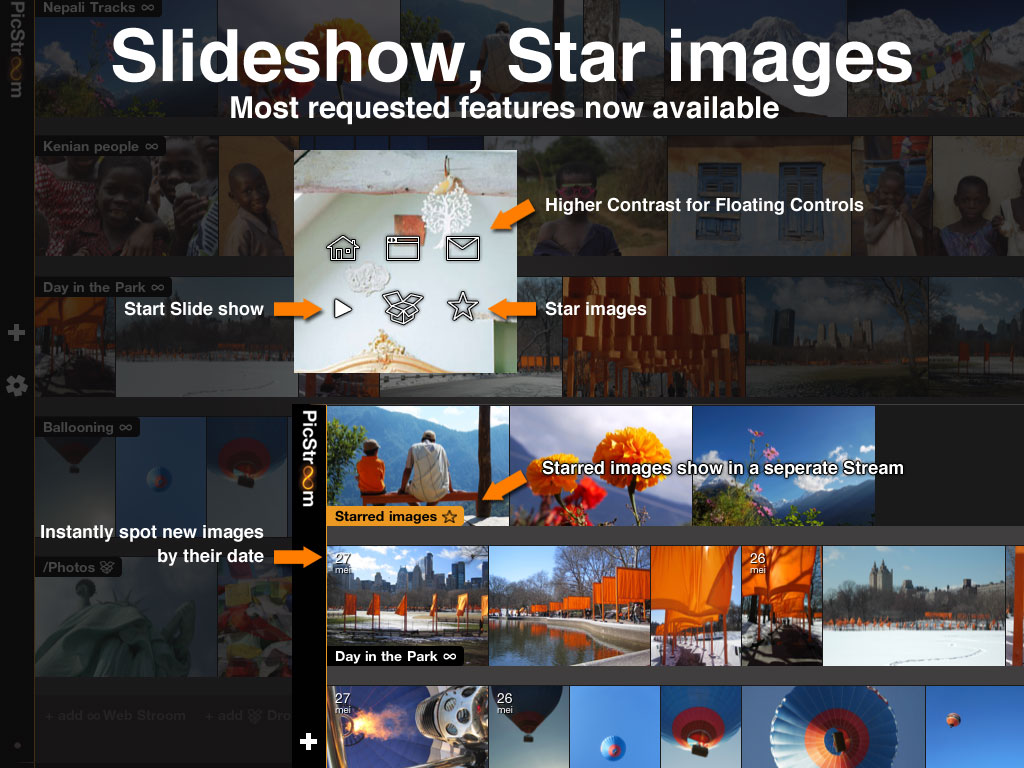 Nepali Tracks ∞
PicStroom
Slideshow, Star images
Most requested features now available
Kenian people ∞
Higher Contrast for Floating Controls
Day in the Park ∞
Start Slide show
Star images
Ballooning ∞
PicStroom
Starred images show in a seperate Stream
Starred images
Instantly spot new images
by their date
27
mei
26
mei
/Photos
Day in the Park ∞
27
mei
26
mei
+ add ∞ Web Stroom
+ add Dro